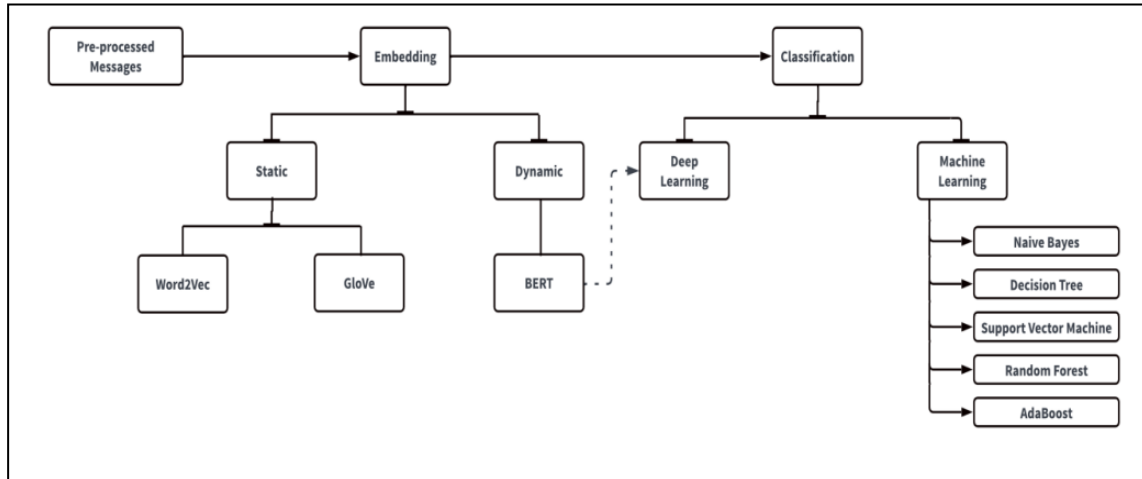 Pre-processed
Messages
Embedding
Classification
Static
Dynamic
Deep
Learning
Machine
Learning
Word2Vec
GloVe
BERT
Naive Bayes
Decision Tree
Support Vector Machine
Random Forest
AdaBoost